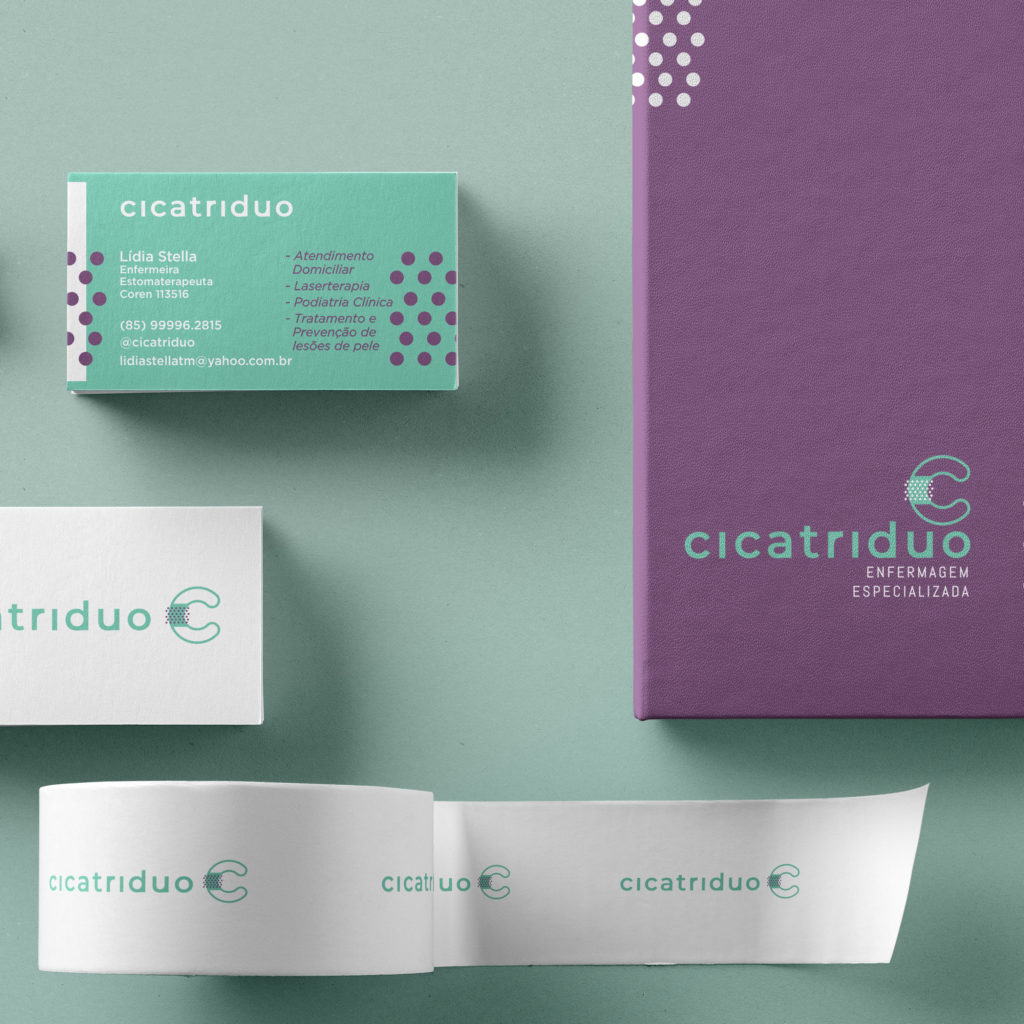 cicatriduo
Lídia Stella
Enfermeira
Estomaterapeuta
Coren 113516
(85) 99996.2815
@cicatriduo
lidiastellatm@yahoo.com.br
- Atendimento
Domiciliar
- Laserterapia
- Podiatria Clínica
- Tratamento e
Prevenção de
lesões de pele
C
cicatriduo
ENFERMAGEM
ESPECIALIZADA
atriduo C
cicatriduo C
cicatriduo C
cicatriduo C